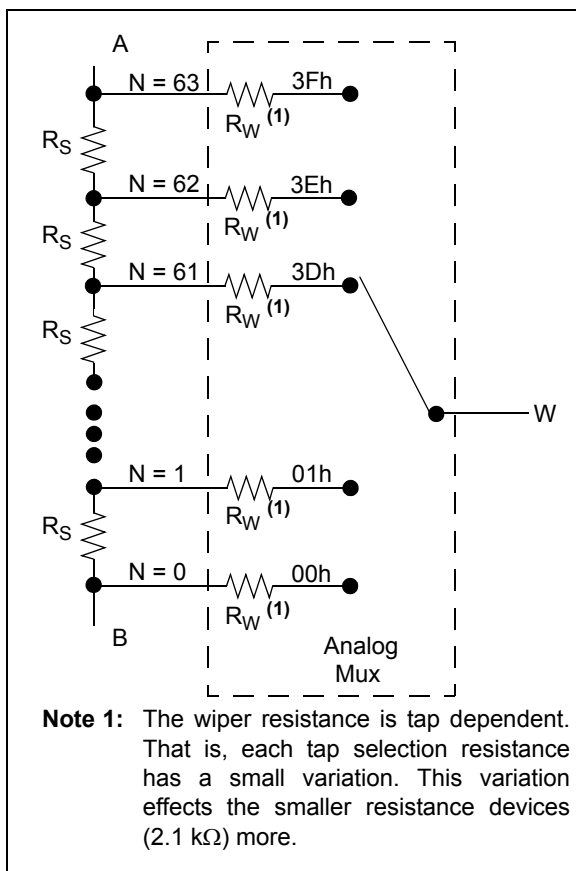 A
N = 63
3Fh
RW (1)
RS
N = 62
3Eh
RW (1)
RS
N = 61
3Dh
RW (1)
RS
W
N = 1
01h
RW (1)
RS
N = 0
00h
RW (1)
B
Analog
Mux
Note 1: The wiper resistance is tap dependent.
That is, each tap selection resistance
has a small variation. This variation
effects the smaller resistance devices
(2.1 kΩ) more.